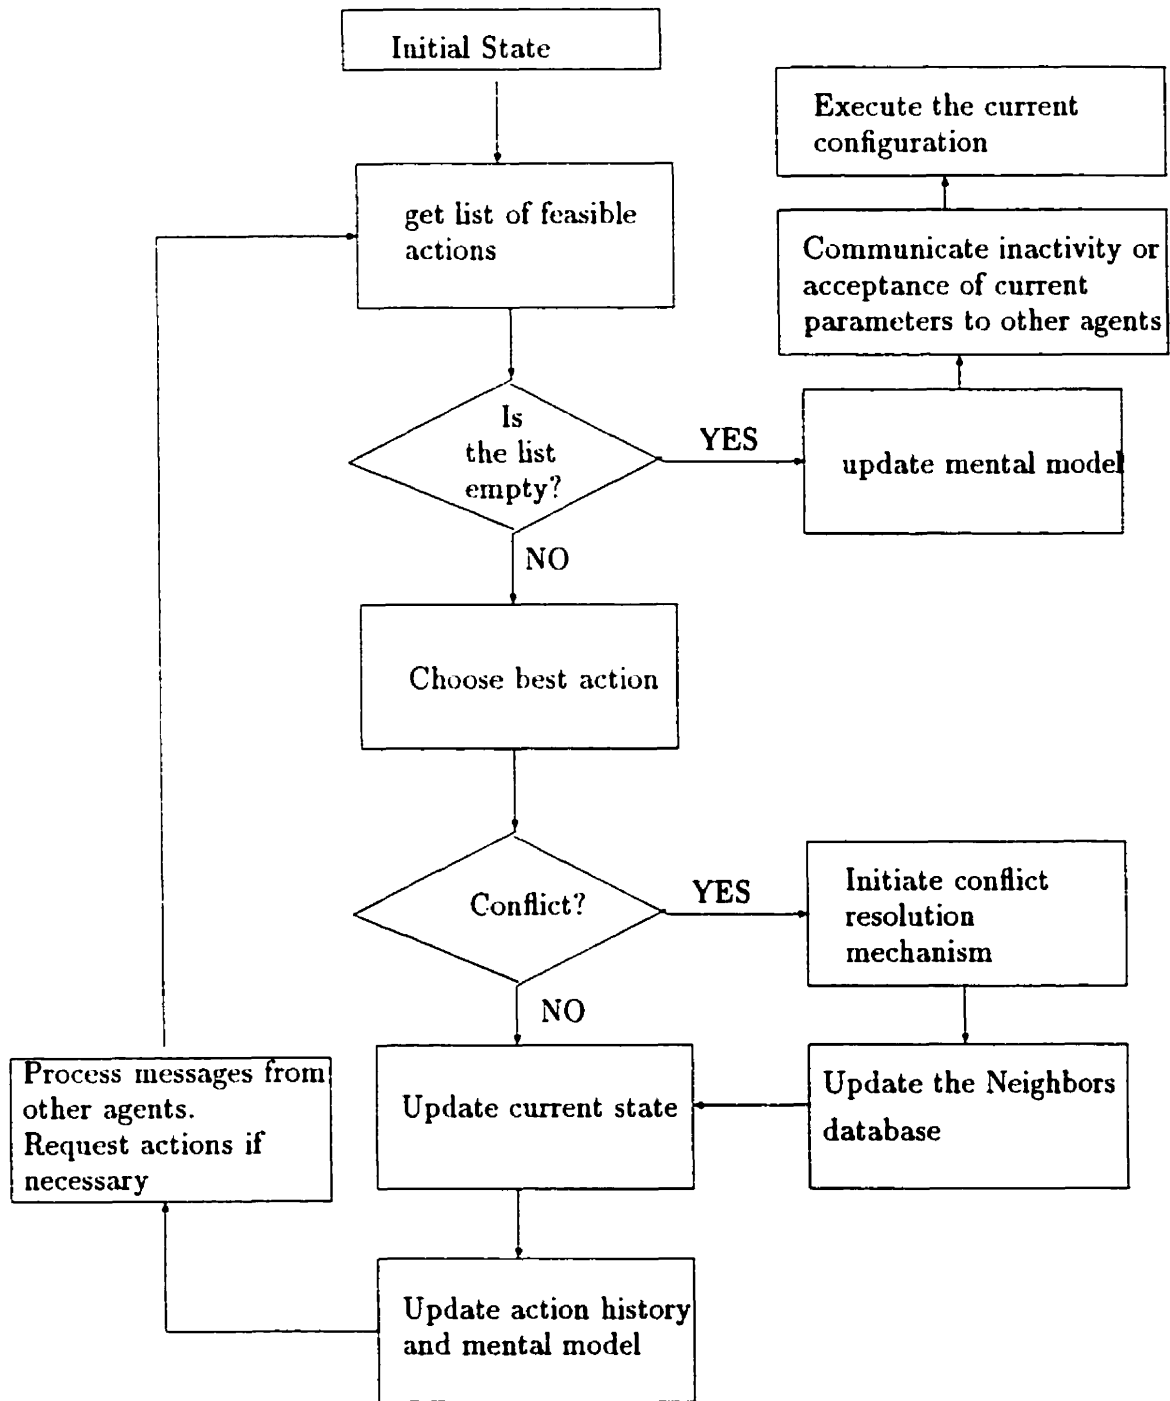 Initial State
Execute the current
configuration
get list of feasible
actions
Communicate inactivity or
acceptance of current
parameters to other agents
Is
the list
empty?
YES
update mental model
NO
Choose best action
Conflict?
YES
Initiate conflict
resolution
mechanism
NO
Process messages from
other agents.
Request actions if
necessary
Update current state
Update the Neighbors
database
Update action history
and mental model